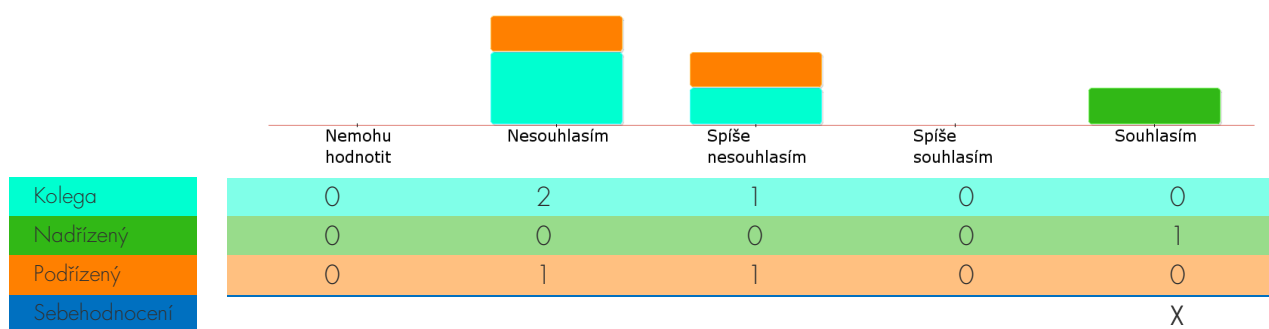 Nemohu hodnotit
Nesouhlasím
Spíše nesouhlasím
Spíše souhlasím
Souhlasím
Kolega 0 2 1 0 0
Nadřízený 0 0 0 0 1
Podřízený 0 1 1 0 0
Sebehodnocení X